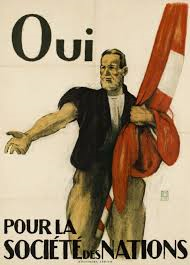 Oui
POUR LA
SOCIÉTÉ DES NATIONS